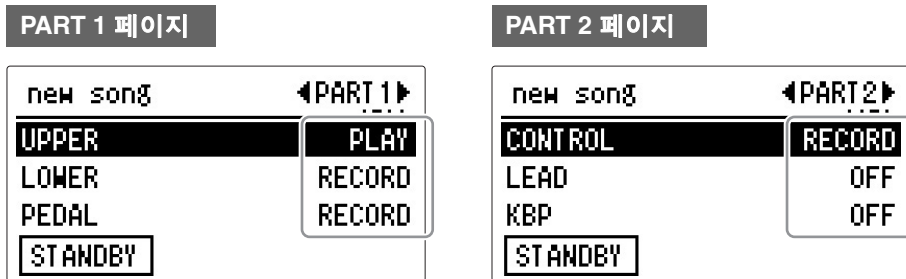 PART 1 페이지
new song ◀PART1▶
UPPER PLAY
LOWER RECORD
PEDAL RECORD
STANDBY
PART 2 페이지
new song ◀PART2▶
CONTROL RECORD
LEAD OFF
KBP OFF
STANDBY